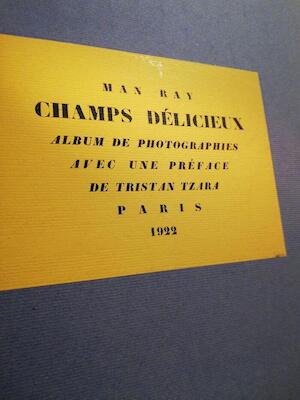 MAN RAY
CHAMPS DÉLICIEUX
ALBUM DE PHOTOGRAPHIES
AVEC UNE PRÉFACE
DE TRISTAN TZARA
PARIS
1922